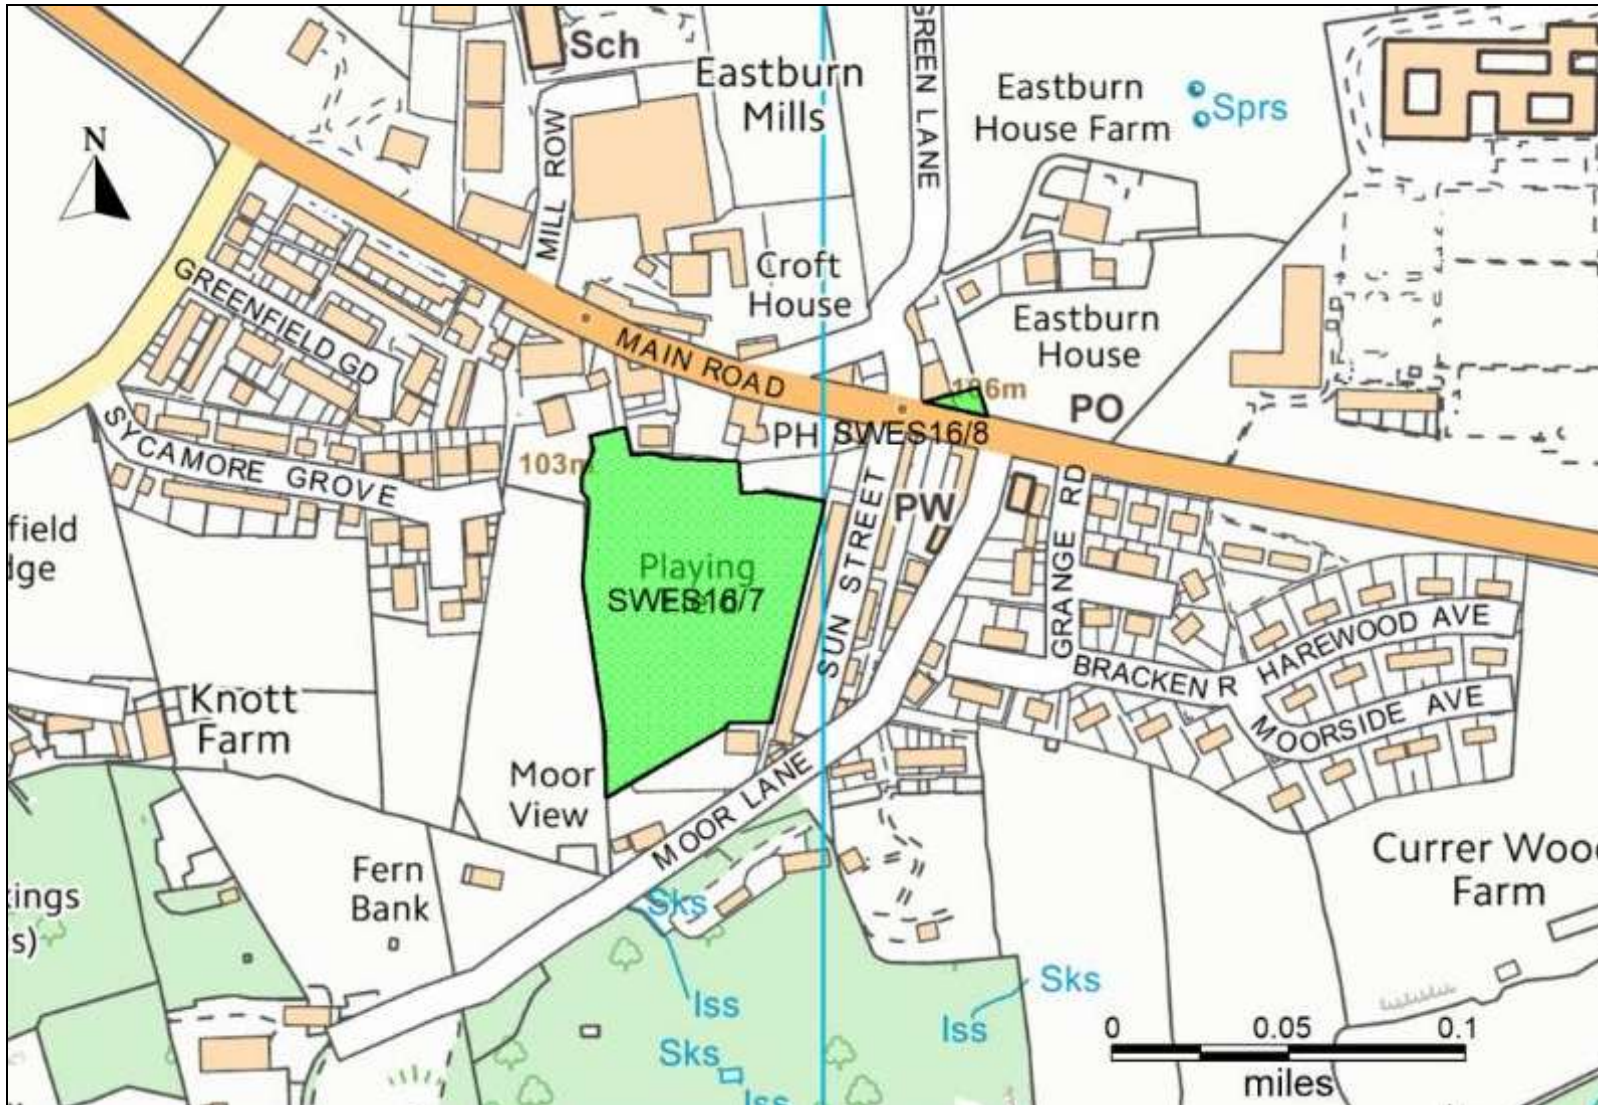 Sch
Eastburn
Mills
GREEN LANE
Eastburn
House Farm
Sprs
N
MILL ROW
GREENFIELD GD
Croft
House
MAIN ROAD
Eastburn
House
106m
PO
SYCAMORE GROVE
103m
PH
SWES16/8
PW
SUN STREET
GRANGE RD
field
dge
Playing
SWES16/7
HAREWOOD AVE
BRACKEN R
MOORSIDE AVE
Knott
Farm
Moor
View
MOOR LANE
Fern
Bank
Currer Wood
Farm
kings
s)
Sks
Iss
Sks
Iss
Sks
Iss
0 0.05 0.1
miles